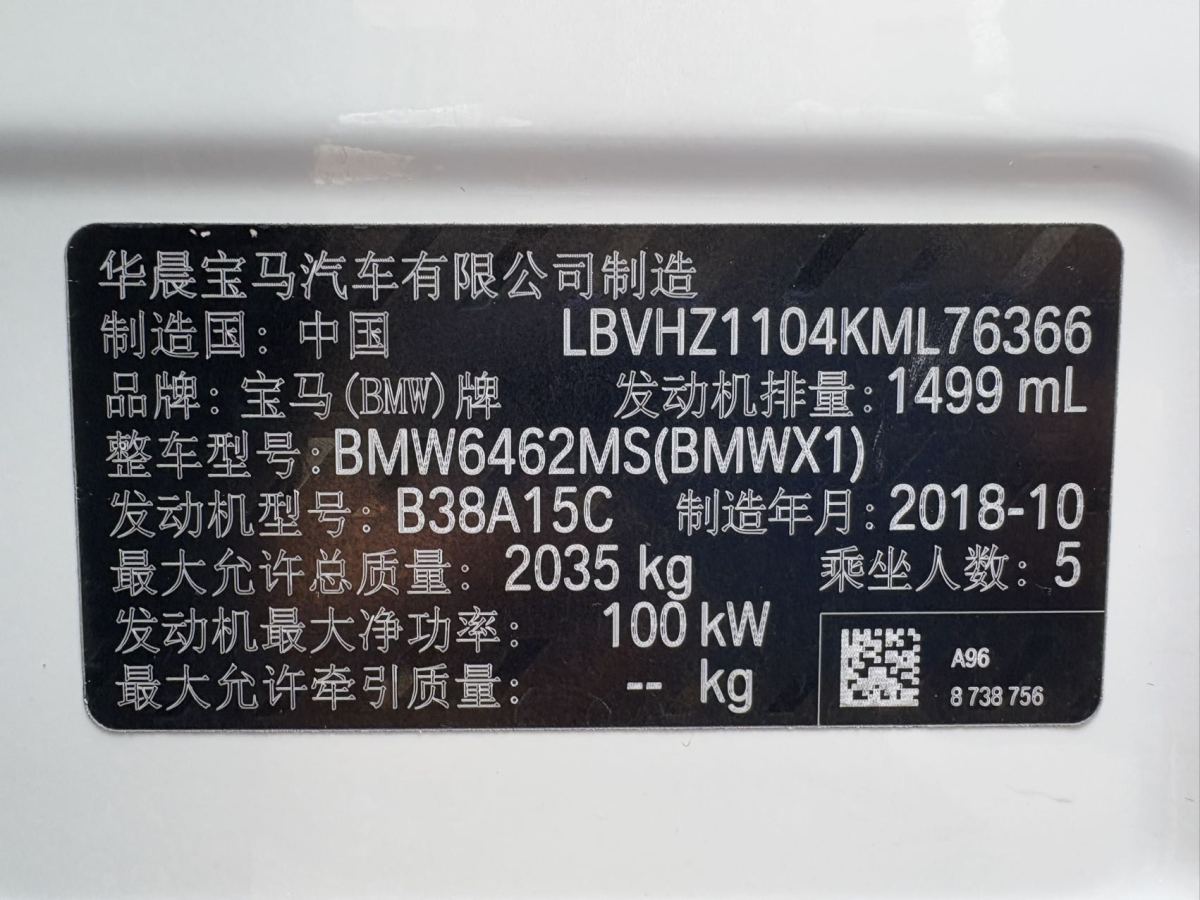 华晨宝马汽车有限公司制造
制造国：中国 LBVHZ1104KML76366
品牌：宝马(BMW)牌 发动机排量：1499 mL
整车型号：BMW6462MS(BMWX1)
发动机型号：B38A15C 制造年月：2018-10
最大允许总质量：2035 kg 乘坐人数：5
发动机最大净功率：100 kW
最大允许牵引质量：-- kg
A96
8 738 756